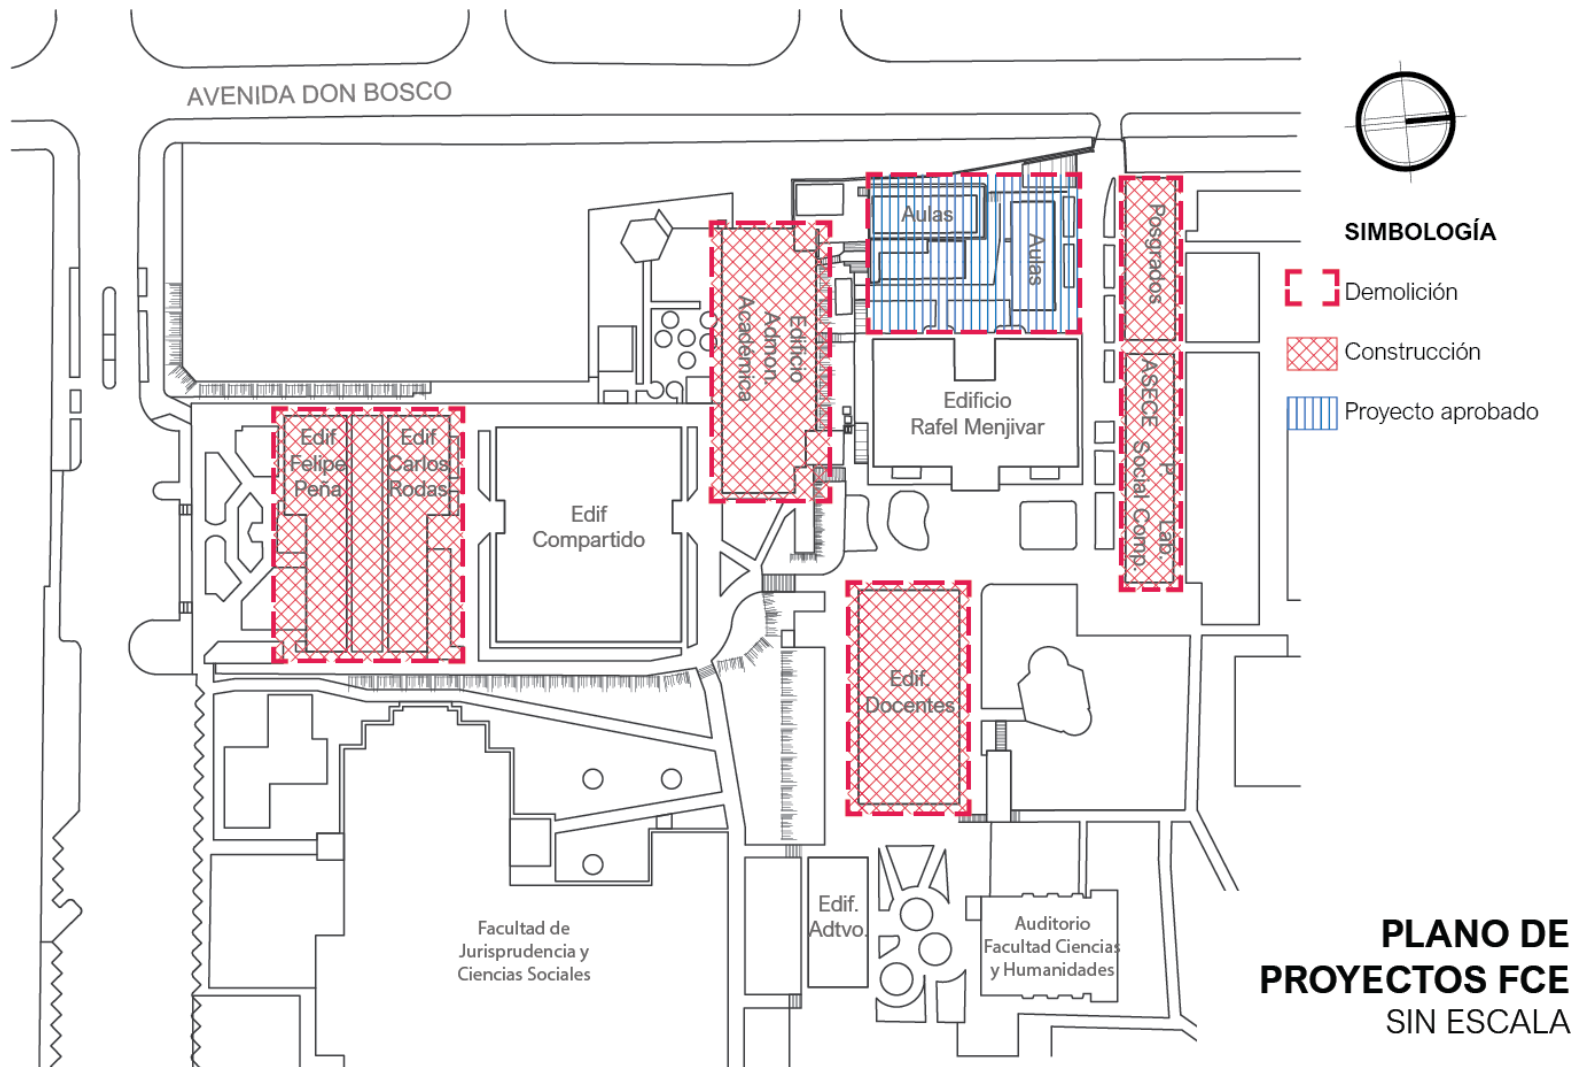 AVENIDA DON BOSCO
Aulas
Aulas
Posgrados
SIMBOLOGÍA
Demolición
Construcción
Proyecto aprobado
Edificio
Admon.
Académica
Edificio
Rafel Menjivar
ASECE
Social
P.
Comp.
Lab.
Edif
Felipe
Peña
Edif
Carlos
Rodas
Edif
Compartido
Edif.
Docentes
Edif.
Adtvo.
Facultad de
Jurisprudencia y
Ciencias Sociales
Auditorio
Facultad Ciencias
y Humanidades
PLANO DE
PROYECTOS FCE
SIN ESCALA